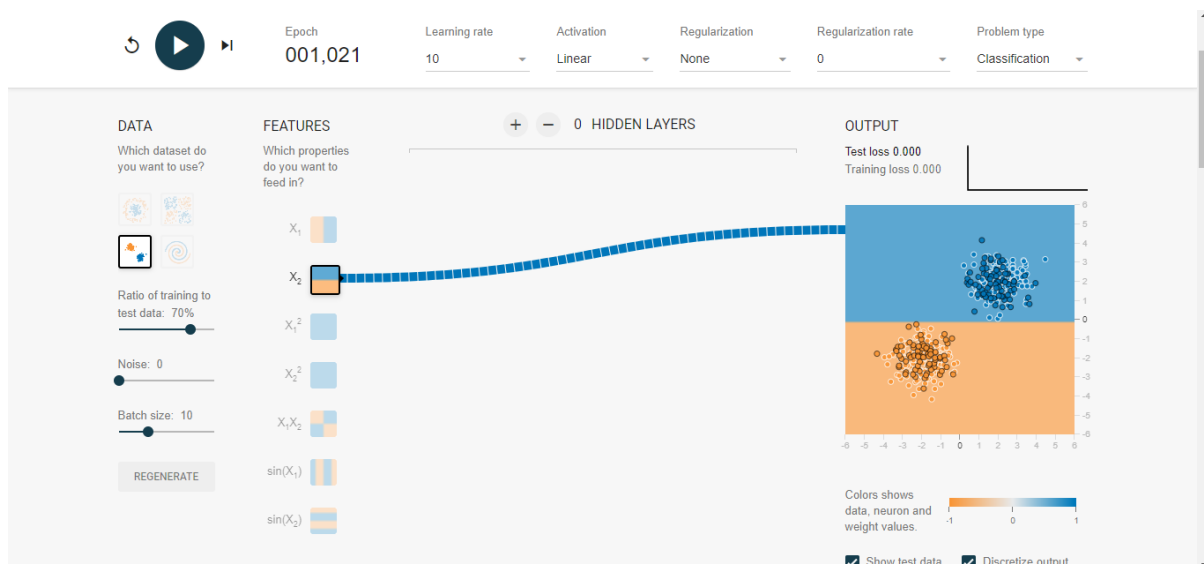 Epoch
001,021
Learning rate
10
Activation
Linear
Regularization
None
Regularization rate
0
Problem type
Classification
DATA
Which dataset do
you want to use?
Ratio of training to
test data: 70%
Noise: 0
Batch size: 10
REGENERATE
FEATURES
Which properties
do you want to
feed in?
X₁
X₂
X₁²
X₂²
X₁X₂
sin(X₁)
sin(X₂)
+ − 0 HIDDEN LAYERS
OUTPUT
Test loss 0.000
Training loss 0.000
6
5
4
3
2
1
0
-1
-2
-3
-4
-5
-6
-6 -5 -4 -3 -2 -1 0 1 2 3 4 5 6
Colors shows
data, neuron and
weight values.
-1 0 1
Show test data
Discretize output